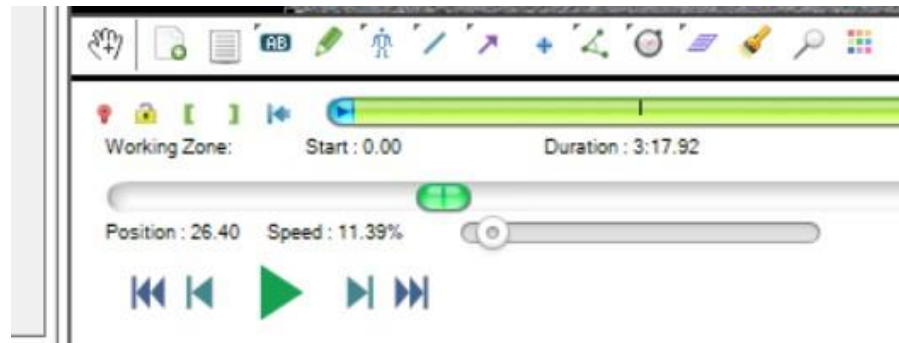 AB
Working Zone: Start : 0.00 Duration : 3:17.92
Position : 26.40 Speed : 11.39%